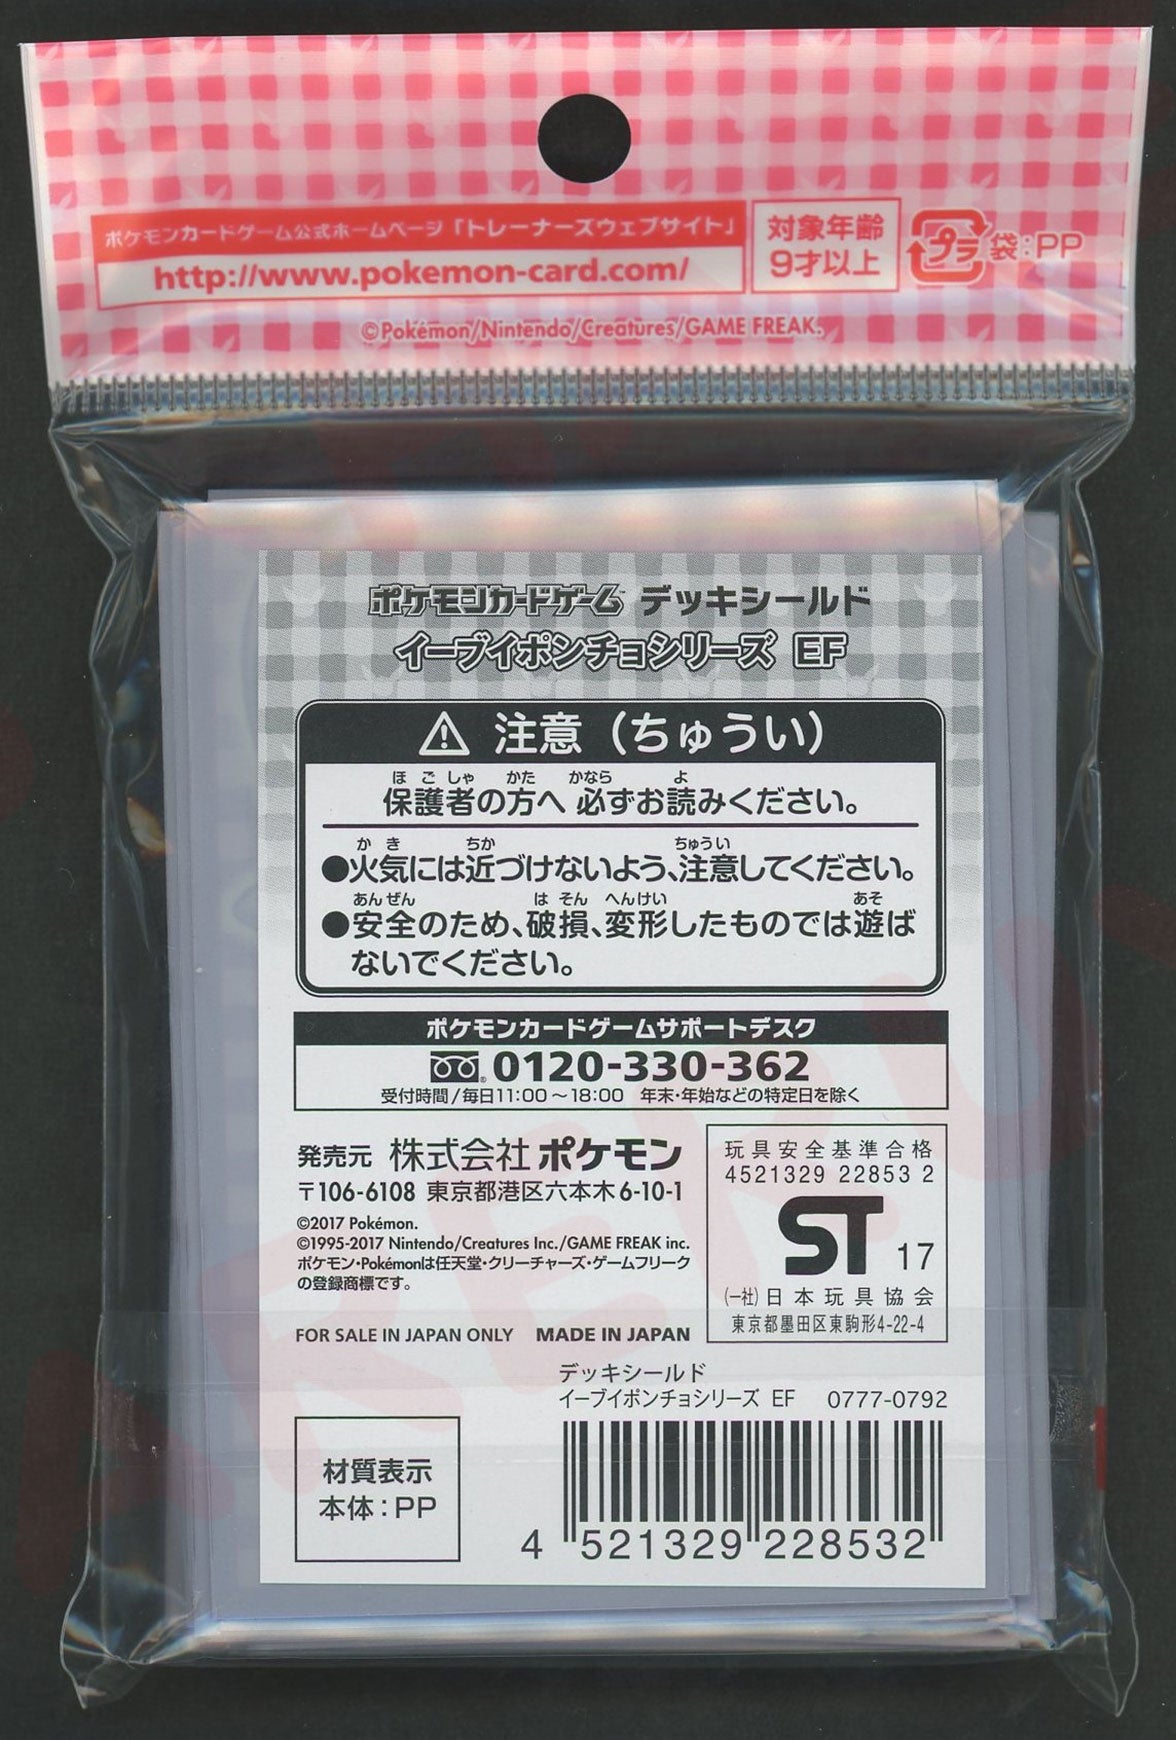 ポケモンカードゲーム公式ホームページ「トレーナーズウェブサイト」
http://www.pokemon-card.com/
対象年齢
9才以上
プラ 袋:PP
©Pokémon/Nintendo/Creatures/GAME FREAK.
ポケモンカードゲーム デッキシールド
イーブイポンチョシリーズ EF
注意(ちゅうい)
ほごしゃ かた かなら よ
保護者の方へ 必ずお読みください。
かき ちか ちゅうい
●火気には近づけないよう、注意してください。
あんぜん はそん へんけい あそ
●安全のため、破損、変形したものでは遊ば
ないでください。
ポケモンカードゲームサポートデスク
0120-330-362
受付時間/毎日11:00～18:00 年末・年始などの特定日を除く
発売元 株式会社 ポケモン
〒106-6108 東京都港区六本木6-10-1
©2017 Pokémon.
©1995-2017 Nintendo/Creatures Inc./GAME FREAK inc.
ポケモン・Pokémonは任天堂・クリーチャーズ・ゲームフリーク
の登録商標です。
FOR SALE IN JAPAN ONLY MADE IN JAPAN
玩具安全基準合格
4521329 22853 2
ST 17
(一社)日本玩具協会
東京都墨田区東駒形4-22-4
デッキシールド
イーブイポンチョシリーズ EF 0777-0792
材質表示
本体:PP
4 521329 228532